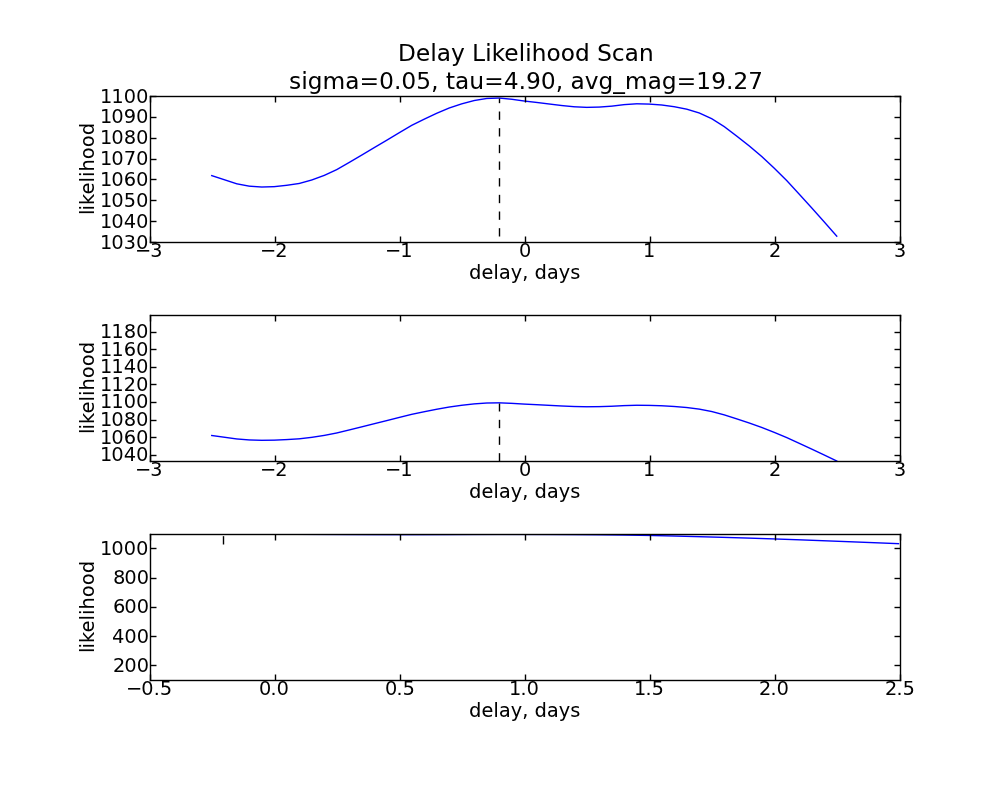 Delay Likelihood Scan
sigma=0.05, tau=4.90, avg_mag=19.27
1100
1090
1080
1070
1060
1050
1040
1030
likelihood
−3 −2 −1 0 1 2 3
delay, days
1180
1160
1140
1120
1100
1080
1060
1040
likelihood
−3 −2 −1 0 1 2 3
delay, days
1000
800
600
400
200
likelihood
−0.5 0.0 0.5 1.0 1.5 2.0 2.5
delay, days